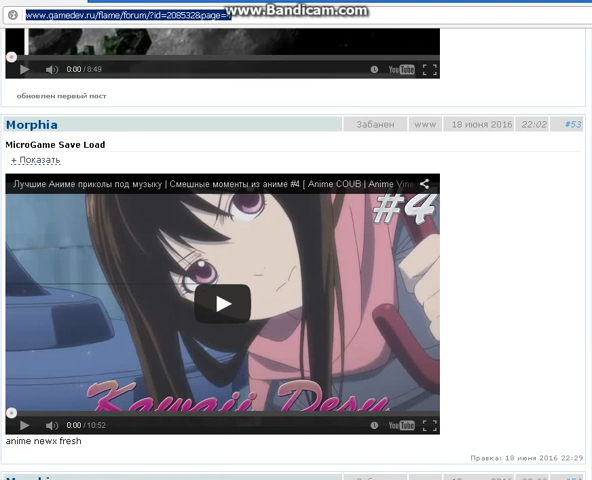 www.Bandicam.com
www.gamedev.ru/flame/forum/?id=208532&page=
0:00 / 8:49
YouTube
обновлен первый пост
Morphia
Забанен www 18 июня 2016 22:02 #53
MicroGame Save Load
+ Показать
Лучшие Аниме приколы под музыку | Смешные моменты из аниме #4 [ Anime COUB | Anime Vine
#4
Kawaii Desu
0:00 / 10:52
YouTube
anime newx fresh
Правка: 18 июня 2016 22:29